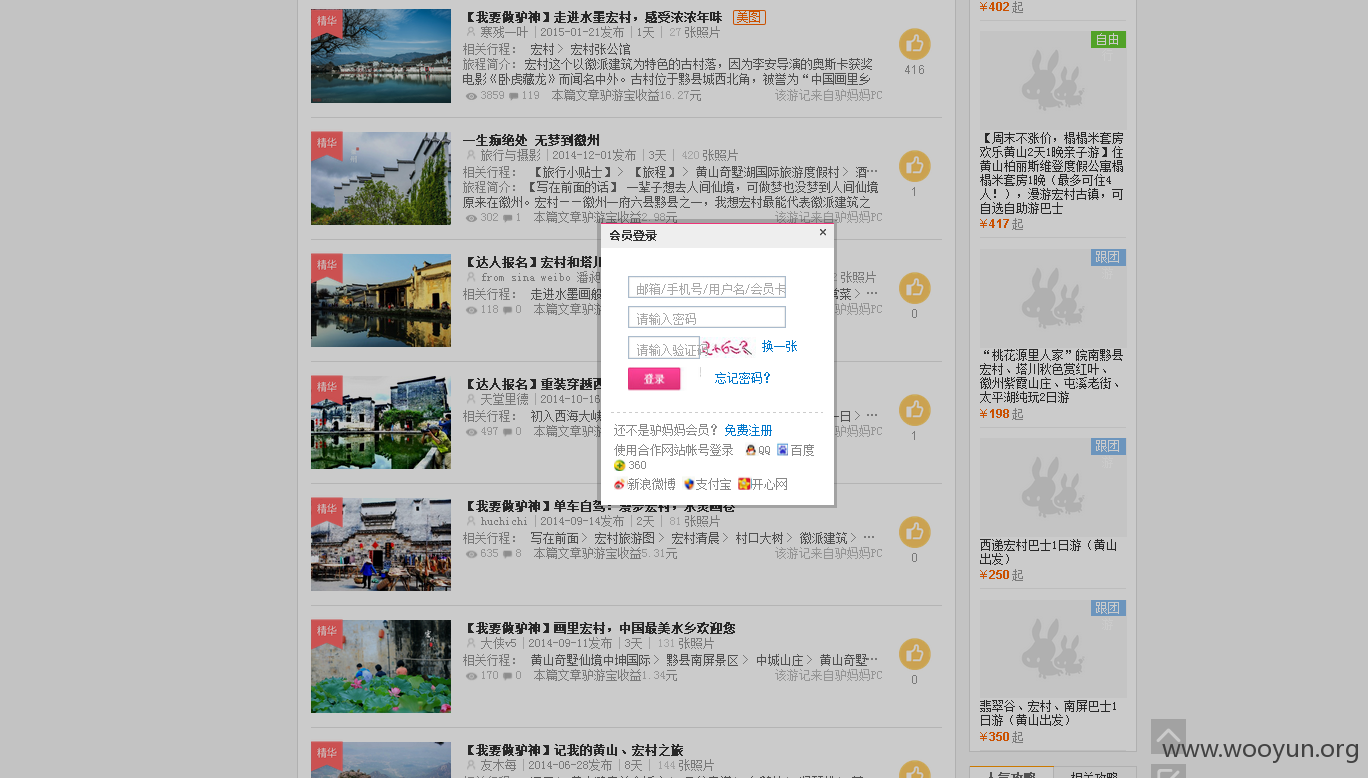 精华
【我要做驴神】走进水墨宏村，感受浓浓年味 美图
寒残一叶 | 2015-01-21发布 | 1天 | 27 张照片
相关行程： 宏村 > 宏村张公馆
旅程简介：宏村这个以徽派建筑为特色的古村落，因为李安导演的奥斯卡获奖
电影《卧虎藏龙》而闻名中外。古村位于黟县城西北角，被誉为“中国画里乡
3859 119 本篇文章驴游宝收益16.27元 该游记来自驴妈妈PC
416
精华
一生痴绝处 无梦到徽州
旅行与摄影 | 2014-12-01发布 | 3天 | 420 张照片
相关行程： 【旅行小贴士】 > 【旅程】 > 黄山奇墅湖国际旅游度假村 > 酒…
旅程简介：【写在前面的话】 一辈子想去人间仙境，可做梦也没梦到人间仙境
原来在徽州。宏村——徽州一府六县黟县之一，我想宏村最能代表徽派建筑之
302 1 本篇文章驴游宝收益2.98元 该游记来自驴妈妈PC
1
精华
【达人报名】宏村和塔川
from sina weibo 潘昶
张照片
相关行程： 走进水墨画般
常菜 > …
118 0 本篇文章驴游
驴妈妈PC
0
精华
【达人报名】重装穿越西
天堂里德 | 2014-10-16
相关行程： 初入西海大峡
一日 > …
497 0 本篇文章驴游
驴妈妈PC
1
精华
【我要做驴神】单车自驾：漫步宏村，水炙画卷
huchichi | 2014-09-14发布 | 2天 | 81 张照片
相关行程： 写在前面 > 宏村旅游图 > 宏村清晨 > 村口大树 > 徽派建筑 > …
635 8 本篇文章驴游宝收益5.31元 该游记来自驴妈妈PC
0
精华
【我要做驴神】画里宏村，中国最美水乡欢迎您
大侠v5 | 2014-09-11发布 | 3天 | 131 张照片
相关行程： 黄山奇墅仙境中坤国际 > 黟县南屏景区 > 中城山庄 > 黄山奇墅…
170 0 本篇文章驴游宝收益1.34元 该游记来自驴妈妈PC
0
精华
【我要做驴神】记我的黄山、宏村之旅
友木莓 | 2014-06-28发布 | 8天 | 144 张照片
会员登录 ×
邮箱/手机号/用户名/会员卡
请输入密码
请输入验证码
换一张
登录 | 忘记密码?
还不是驴妈妈会员？ 免费注册
使用合作网站帐号登录 QQ 百度
360
新浪微博 支付宝 开心网
¥402 起
自由
【周末不涨价，榻榻米套房
欢乐黄山2天1晚亲子游】住
黄山柏丽斯维登度假公寓榻
榻米套房1晚（最多可住4
人！），漫游宏村古镇，可
自选自助游巴士
¥417 起
跟团
“桃花源里人家”皖南黟县
宏村、塔川秋色赏红叶、
徽州紫霞山庄、屯溪老街、
太平湖纯玩2日游
¥198 起
跟团
西递宏村巴士1日游（黄山
出发）
¥250 起
跟团
翡翠谷、宏村、南屏巴士1
日游（黄山出发）
¥350 起
人气攻略 相关攻略
www.wooyun.org